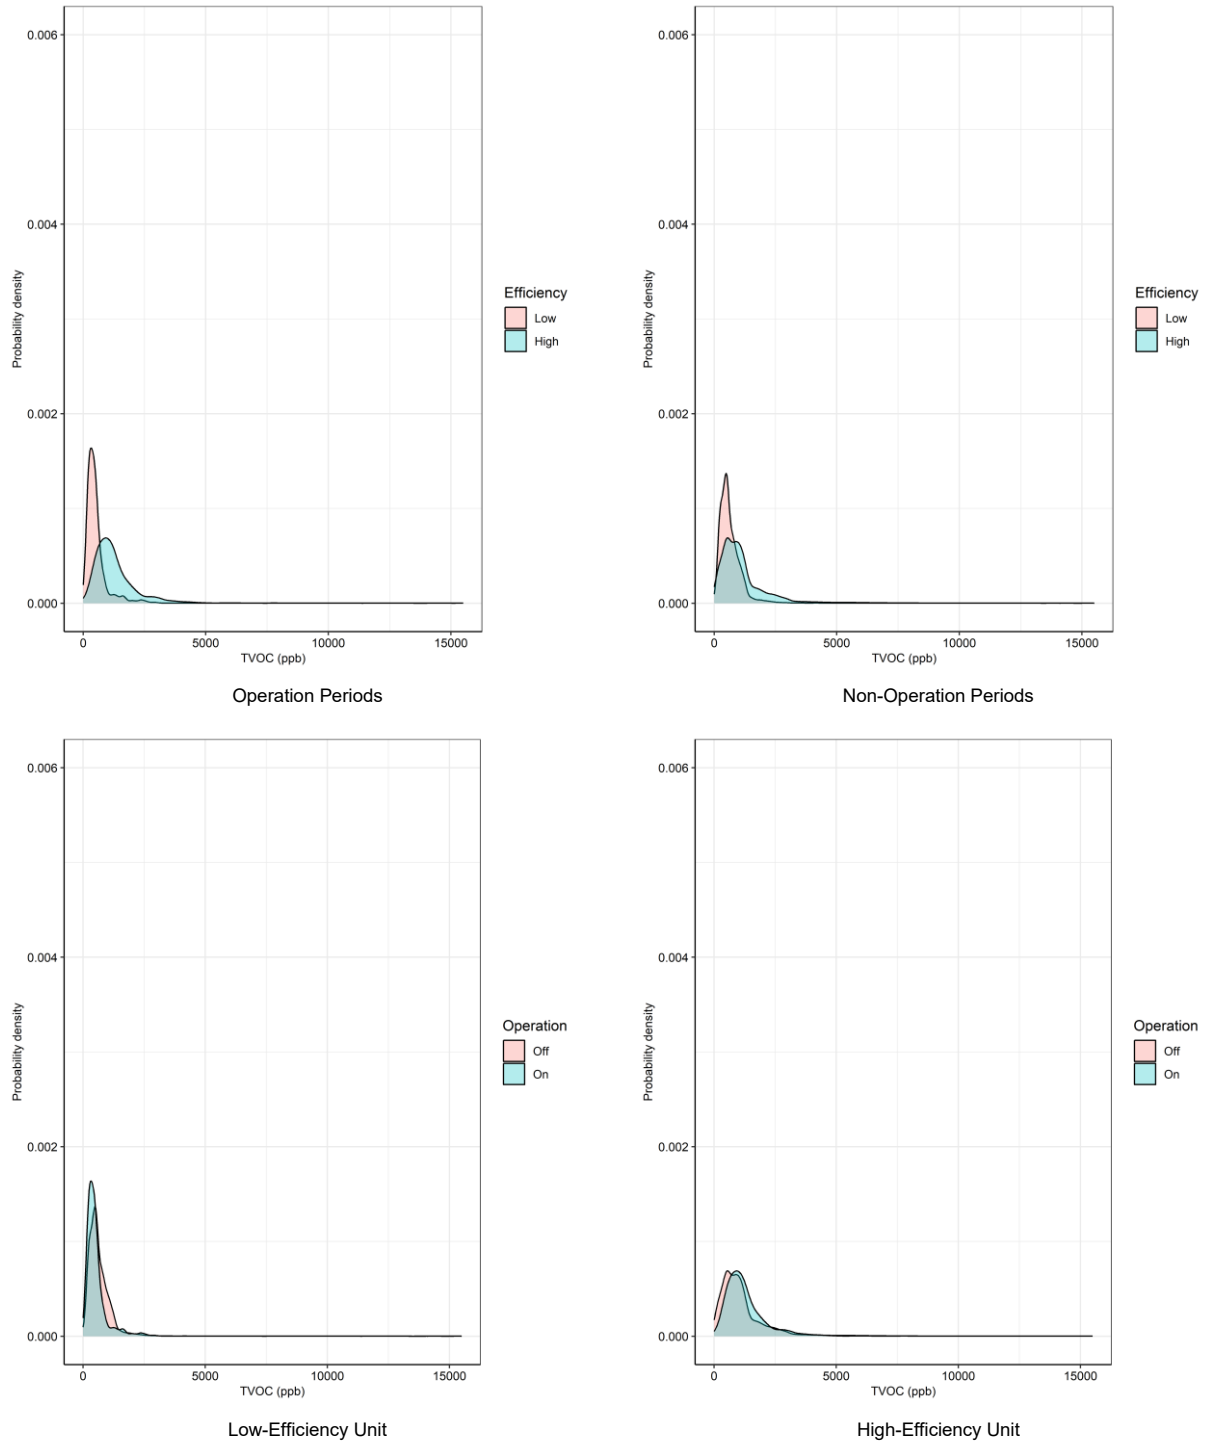 0.006
0.004
0.002
0.000
Probability density
0
5000
10000
15000
TVOC (ppb)
Efficiency
Low
High
Operation Periods
0.006
0.004
0.002
0.000
Probability density
0
5000
10000
15000
TVOC (ppb)
Efficiency
Low
High
Non-Operation Periods
0.006
0.004
0.002
0.000
Probability density
0
5000
10000
15000
TVOC (ppb)
Operation
Off
On
Low-Efficiency Unit
0.006
0.004
0.002
0.000
Probability density
0
5000
10000
15000
TVOC (ppb)
Operation
Off
On
High-Efficiency Unit